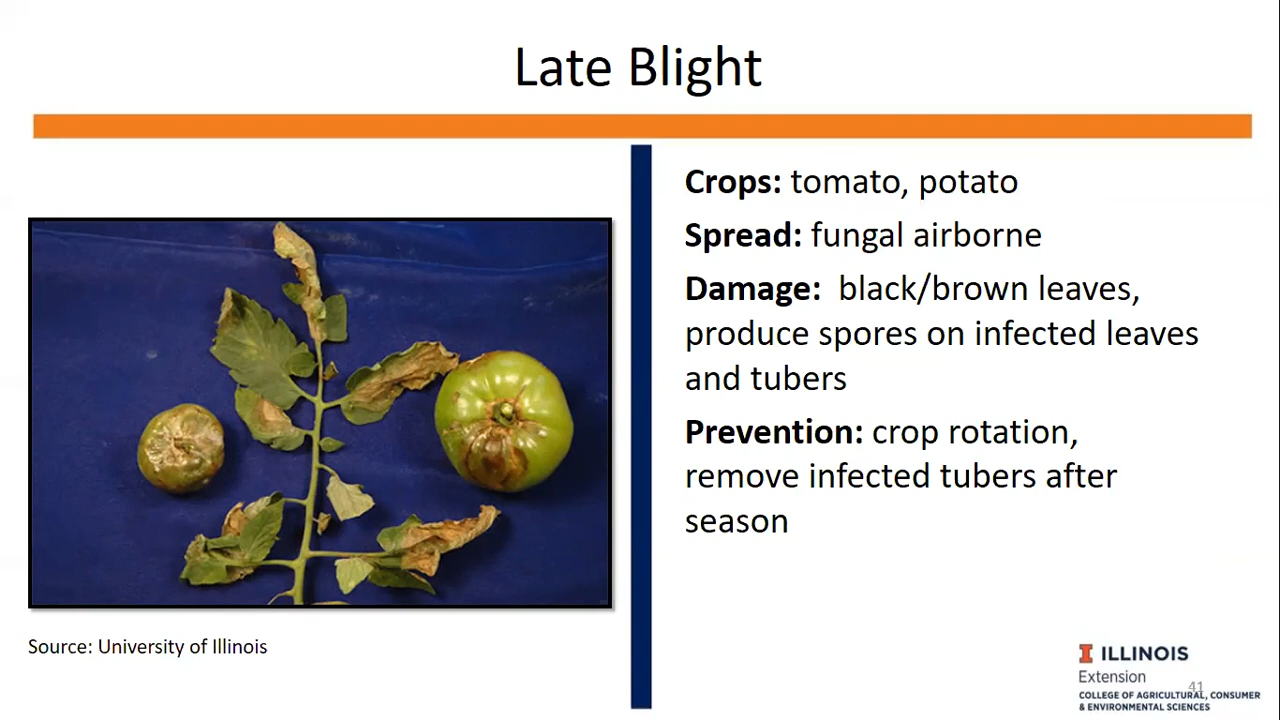 Late Blight
Crops: tomato, potato
Spread: fungal airborne
Damage:  black/brown leaves,
produce spores on infected leaves
and tubers
Prevention: crop rotation,
remove infected tubers after
season
Source: University of Illinois
I ILLINOIS
Extension
41
COLLEGE OF AGRICULTURAL, CONSUMER
& ENVIRONMENTAL SCIENCES